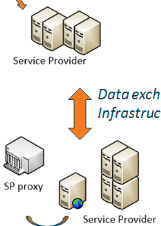 Service Provider
Data exch
Infrastruc
SP proxy
Service Provider